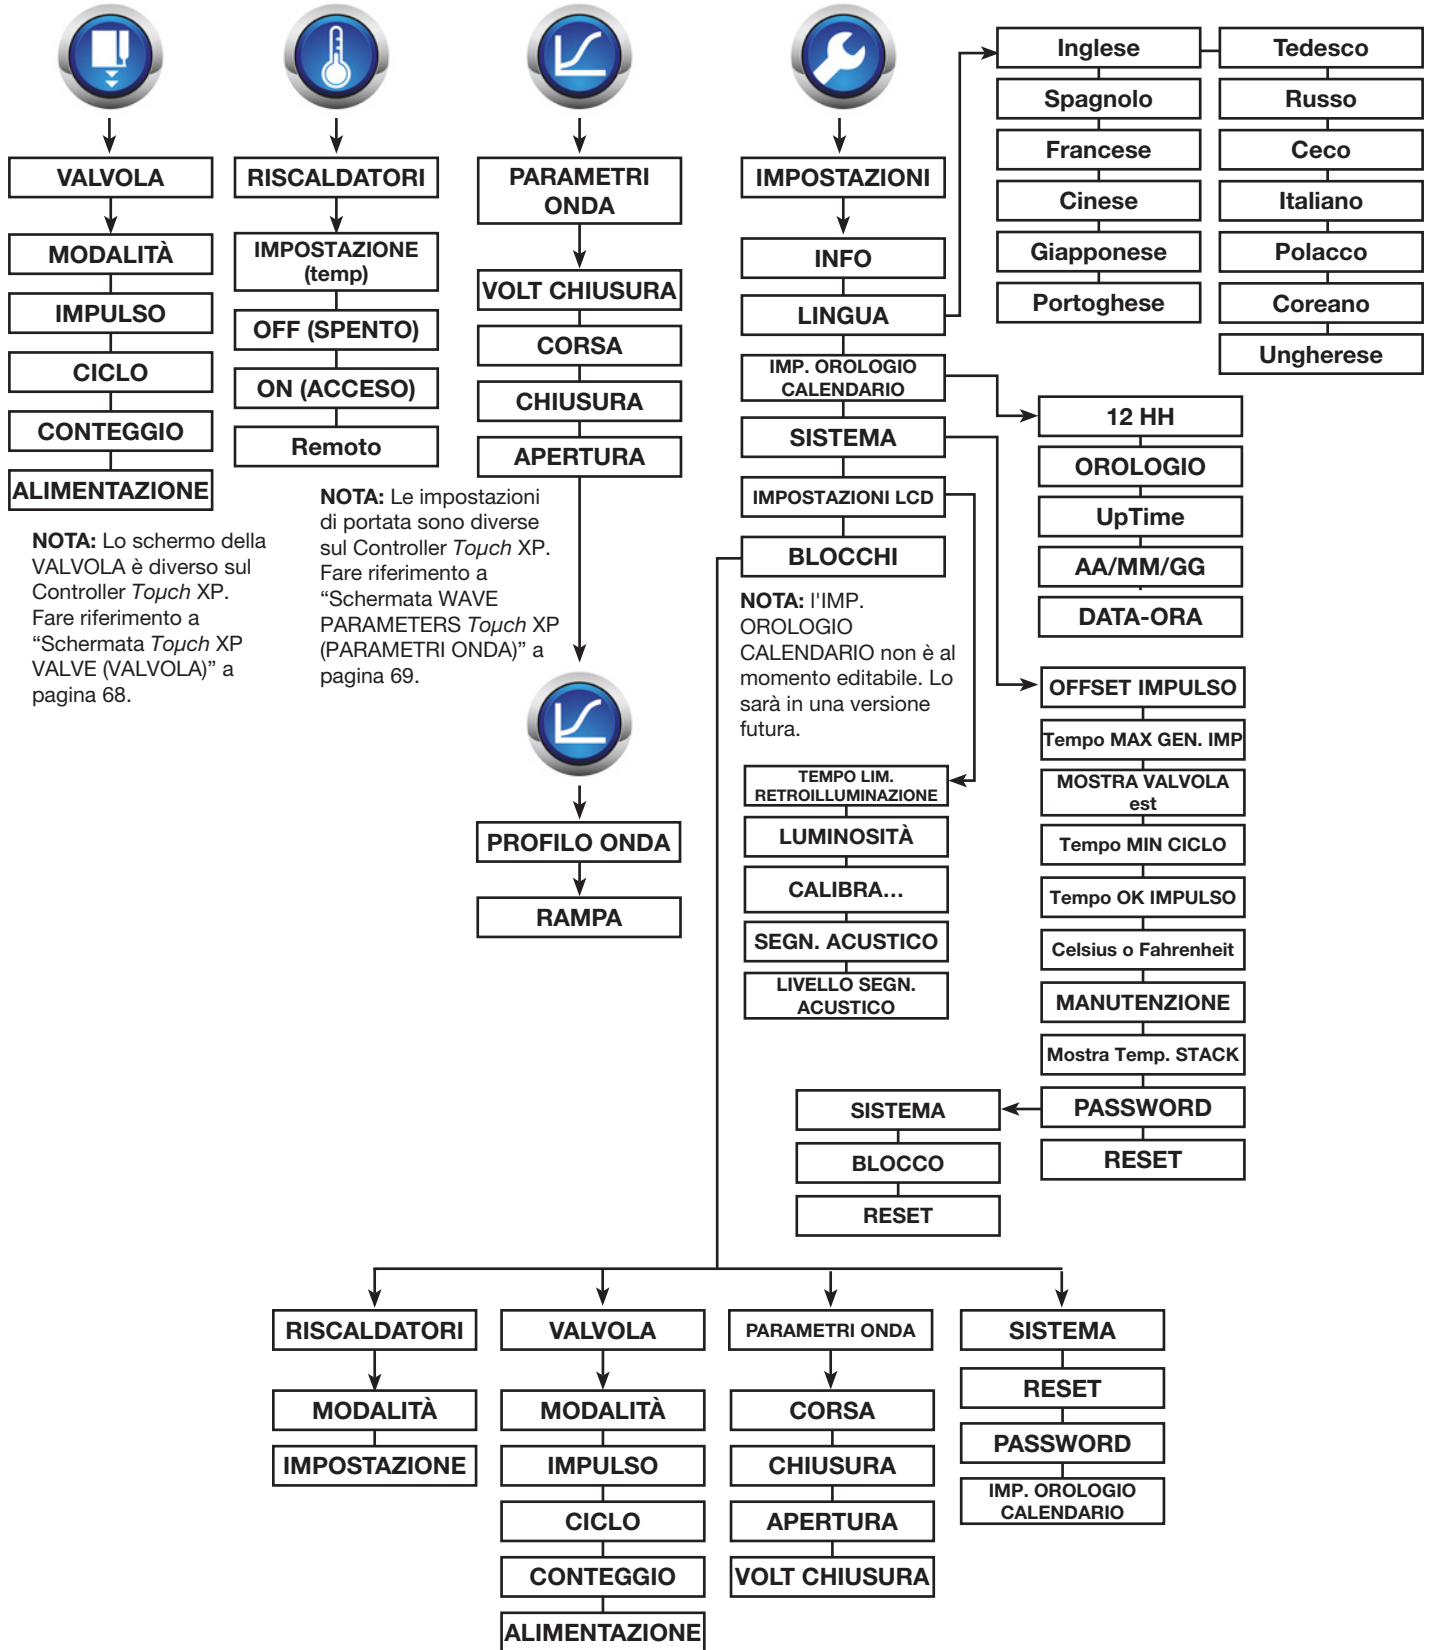 VALVOLA
MODALITÀ
IMPULSO
CICLO
CONTEGGIO
ALIMENTAZIONE
NOTA: Lo schermo della
VALVOLA è diverso sul
Controller Toµch XP.
Fare riferimento a
“Schermata Toµch XP
VALVE (VALVOLA)” a
pagina 68.
RISCALDATORI
IMPOSTAZIONE
(temp)
OFF (SPENTO)
ON (ACCESO)
Remoto
NOTA: Le impostazioni
di portata sono diverse
sul Controller Toµch XP.
Fare riferimento a
“Schermata WAVE
PARAMETERS Toµch XP
(PARAMETRI ONDA)” a
pagina 69.
PARAMETRI
ONDA
VOLT CHIUSURA
CORSA
CHIUSURA
APERTURA
PROFILO ONDA
RAMPA
IMPOSTAZIONI
INFO
LINGUA
IMP. OROLOGIO
CALENDARIO
SISTEMA
IMPOSTAZIONI LCD
BLOCCHI
NOTA: l'IMP.
OROLOGIO
CALENDARIO non è al
momento editabile. Lo
sarà in una versione
futura.
TEMPO LIM.
RETROILLUMINAZIONE
LUMINOSITÀ
CALIBRA...
SEGN. ACUSTICO
LIVELLO SEGN.
ACUSTICO
Inglese
Spagnolo
Francese
Cinese
Giapponese
Portoghese
Tedesco
Russo
Ceco
Italiano
Polacco
Coreano
Ungherese
12 HH
OROLOGIO
UpTime
AA/MM/GG
DATA-ORA
OFFSET IMPULSO
Tempo MAX GEN. IMP
MOSTRA VALVOLA
est
Tempo MIN CICLO
Tempo OK IMPULSO
Celsius o Fahrenheit
MANUTENZIONE
Mostra Temp. STACK
PASSWORD
RESET
SISTEMA
BLOCCO
RESET
RISCALDATORI
MODALITÀ
IMPOSTAZIONE
VALVOLA
MODALITÀ
IMPULSO
CICLO
CONTEGGIO
ALIMENTAZIONE
PARAMETRI ONDA
CORSA
CHIUSURA
APERTURA
VOLT CHIUSURA
SISTEMA
RESET
PASSWORD
IMP. OROLOGIO
CALENDARIO